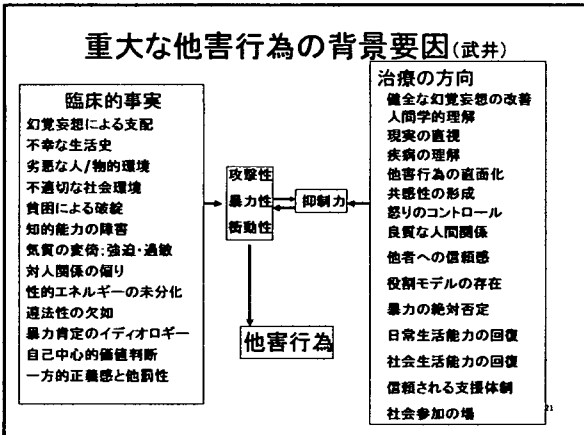 重大な他害行為の背景要因(武井)
臨床的事実
幻覚妄想による支配
不幸な生活史
劣悪な人/物的環境
不適切な社会環境
貧困による破綻
知的能力の障害
気質の変倚:強迫・過敏
対人関係の偏り
性的エネルギーの未分化
違法性の欠如
暴力肯定のイディオロギー
自己中心的価値判断
一方的正義感と他罰性
攻撃性
暴力性
衝動性
抑制力
他害行為
治療の方向
健全な幻覚妄想の改善
人間学的理解
現実の直視
疾病の理解
他害行為の直面化
共感性の形成
怒りのコントロール
良質な人間関係
他者への信頼感
役割モデルの存在
暴力の絶対否定
日常生活能力の回復
社会生活能力の回復
信頼される支援体制
社会参加の場
21